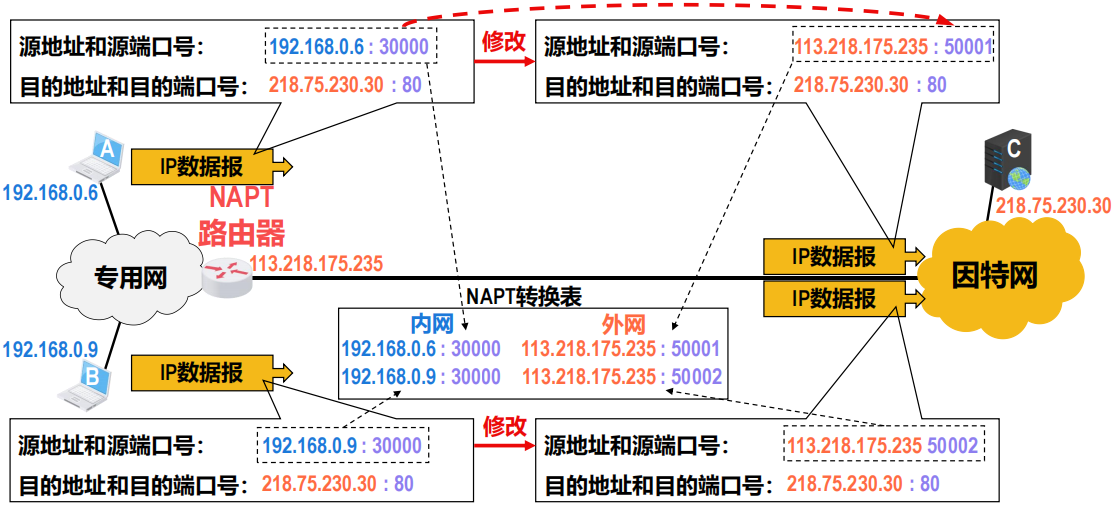 源地址和源端口号： 192.168.0.6 : 30000
目的地址和目的端口号： 218.75.230.30 : 80
修改
源地址和源端口号： 113.218.175.235 : 50001
目的地址和目的端口号： 218.75.230.30 : 80
A
192.168.0.6
IP数据报
NAPT
路由器
113.218.175.235
专用网
C
218.75.230.30
IP数据报
IP数据报
因特网
NAPT转换表
内网 外网
192.168.0.6 : 30000 113.218.175.235 : 50001
192.168.0.9 : 30000 113.218.175.235 : 50002
192.168.0.9
B
IP数据报
源地址和源端口号： 192.168.0.9 : 30000
目的地址和目的端口号： 218.75.230.30 : 80
修改
源地址和源端口号： 113.218.175.235 50002
目的地址和目的端口号： 218.75.230.30 : 80